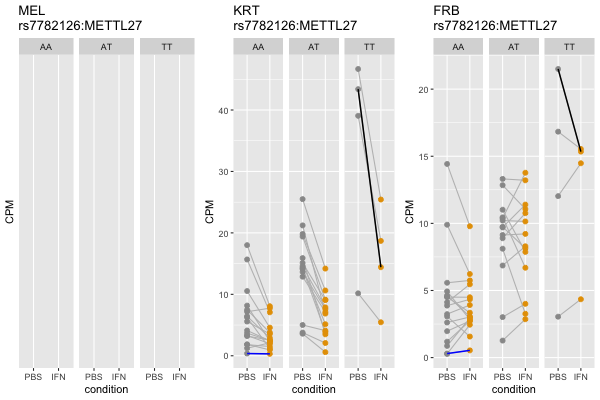 MEL
rs7782126:METTL27
AA AT TT
CPM
PBS IFN PBS IFN PBS IFN
condition
KRT
rs7782126:METTL27
AA AT TT
40
30
20
10
0
CPM
PBS IFN PBS IFN PBS IFN
condition
FRB
rs7782126:METTL27
AA AT TT
20
15
10
5
0
CPM
PBS IFN PBS IFN PBS IFN
condition